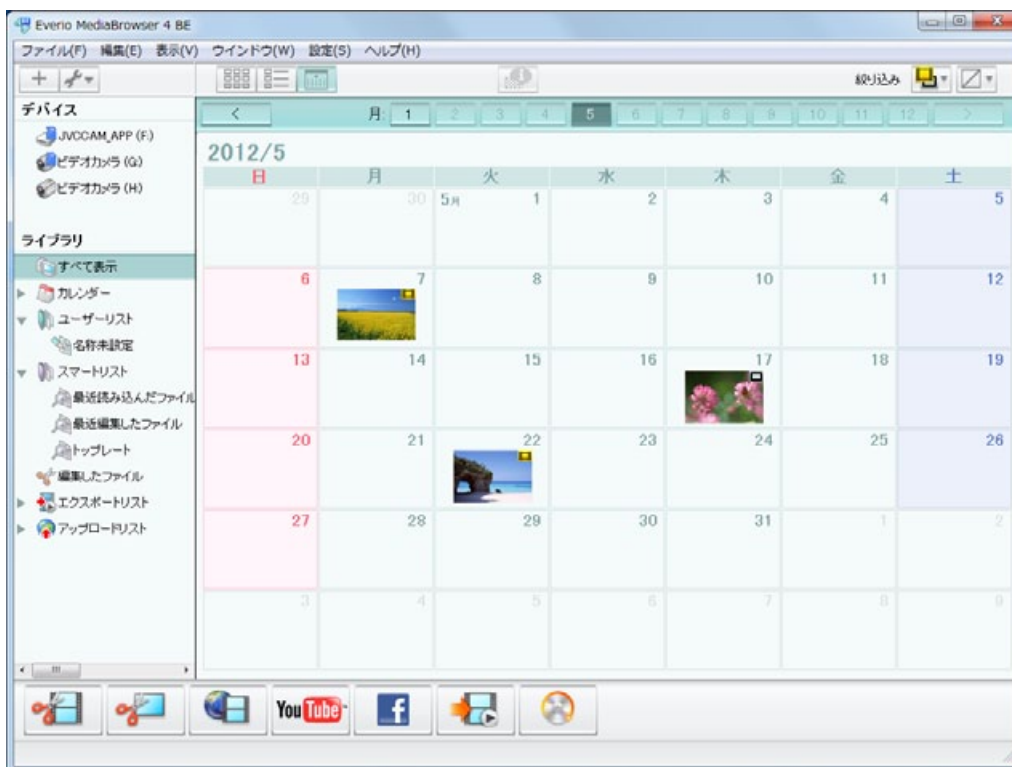 Everio MediaBrowser 4 BE
ファイル(F) 編集(E) 表示(V) ウインドウ(W) 設定(S) ヘルプ(H)
絞り込み
デバイス
JVCCAM_APP (F:)
ビデオカメラ (G)
ビデオカメラ (H)
ライブラリ
すべて表示
カレンダー
ユーザーリスト
名称未設定
スマートリスト
最近読み込んだファイル
最近編集したファイル
トップレート
編集したファイル
エクスポートリスト
アップロードリスト
< 月: 1 2 3 4 5 6 7 8 9 10 11 12 >
2012/5
日 月 火 水 木 金 土
29 30 5月 1 2 3 4 5
6 7 8 9 10 11 12
13 14 15 16 17 18 19
20 21 22 23 24 25 26
27 28 29 30 31 1 2
3 4 5 6 7 8 9
YouTube
f